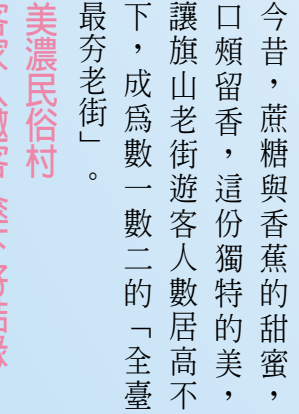 今昔，蔗糖與香蕉的甜蜜，
口頰留香，這份獨特的美，
讓旗山老街遊客人數居高不
下，成為數一數二的「全臺
最夯老街」。
美濃民俗村